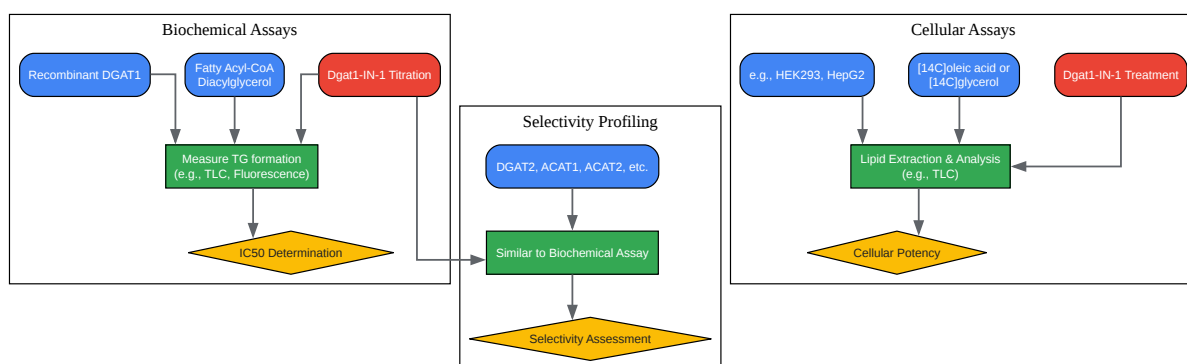 Biochemical Assays
Recombinant DGAT1
Fatty Acyl-CoA
Diacylglycerol
Dgat1-IN-1 Titration
Measure TG formation
(e.g., TLC, Fluorescence)
IC50 Determination
Selectivity Profiling
DGAT2, ACAT1, ACAT2, etc.
Similar to Biochemical Assay
Selectivity Assessment
Cellular Assays
e.g., HEK293, HepG2
[14C]oleic acid or
[14C]glycerol
Dgat1-IN-1 Treatment
Lipid Extraction & Analysis
(e.g., TLC)
Cellular Potency